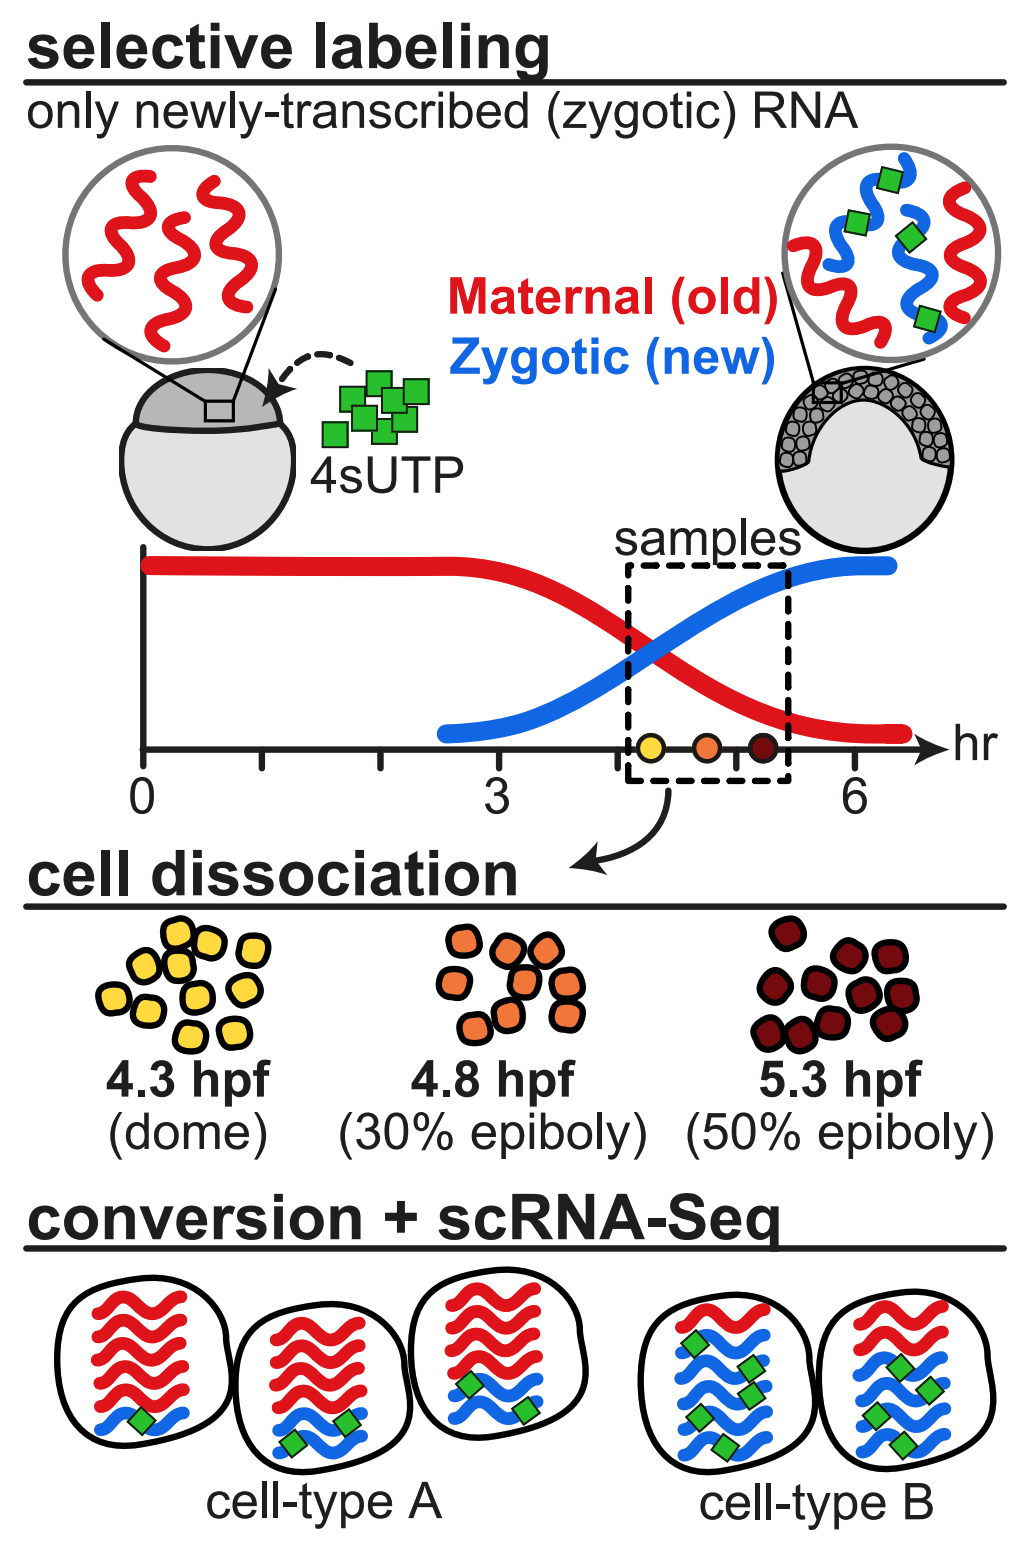 selective labeling
only newly-transcribed (zygotic) RNA
Maternal (old)
Zygotic (new)
4sUTP
samples
hr
0 3 6
cell dissociation
4.3 hpf 4.8 hpf 5.3 hpf
(dome) (30% epiboly) (50% epiboly)
conversion + scRNA-Seq
cell-type A cell-type B